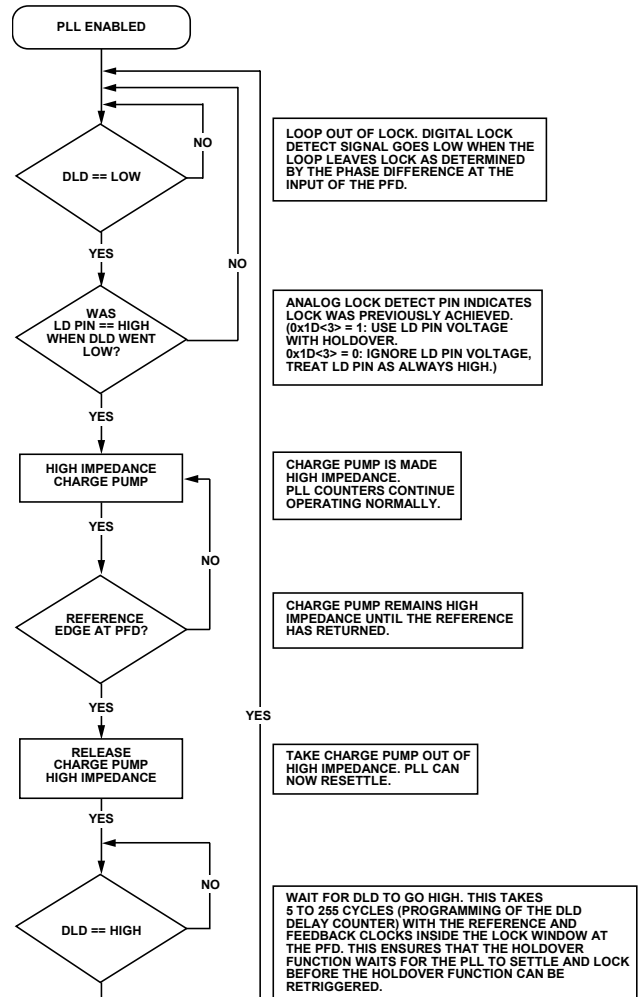 PLL ENABLED
NO
DLD == LOW
LOOP OUT OF LOCK. DIGITAL LOCK
DETECT SIGNAL GOES LOW WHEN THE
LOOP LEAVES LOCK AS DETERMINED
BY THE PHASE DIFFERENCE AT THE
INPUT OF THE PFD.
YES
NO
WAS
LD PIN == HIGH
WHEN DLD WENT
LOW?
ANALOG LOCK DETECT PIN INDICATES
LOCK WAS PREVIOUSLY ACHIEVED.
(0x1D<3> = 1: USE LD PIN VOLTAGE
WITH HOLDOVER.
0x1D<3> = 0: IGNORE LD PIN VOLTAGE,
TREAT LD PIN AS ALWAYS HIGH.)
YES
HIGH IMPEDANCE
CHARGE PUMP
CHARGE PUMP IS MADE
HIGH IMPEDANCE.
PLL COUNTERS CONTINUE
OPERATING NORMALLY.
YES
NO
REFERENCE
EDGE AT PFD?
CHARGE PUMP REMAINS HIGH
IMPEDANCE UNTIL THE REFERENCE
HAS RETURNED.
YES
YES
RELEASE
CHARGE PUMP
HIGH IMPEDANCE
TAKE CHARGE PUMP OUT OF
HIGH IMPEDANCE. PLL CAN
NOW RESETTLE.
YES
NO
DLD == HIGH
WAIT FOR DLD TO GO HIGH. THIS TAKES
5 TO 255 CYCLES (PROGRAMMING OF THE DLD
DELAY COUNTER) WITH THE REFERENCE AND
FEEDBACK CLOCKS INSIDE THE LOCK WINDOW AT
THE PFD. THIS ENSURES THAT THE HOLDOVER
FUNCTION WAITS FOR THE PLL TO SETTLE AND LOCK
BEFORE THE HOLDOVER FUNCTION CAN BE
RETRIGGERED.